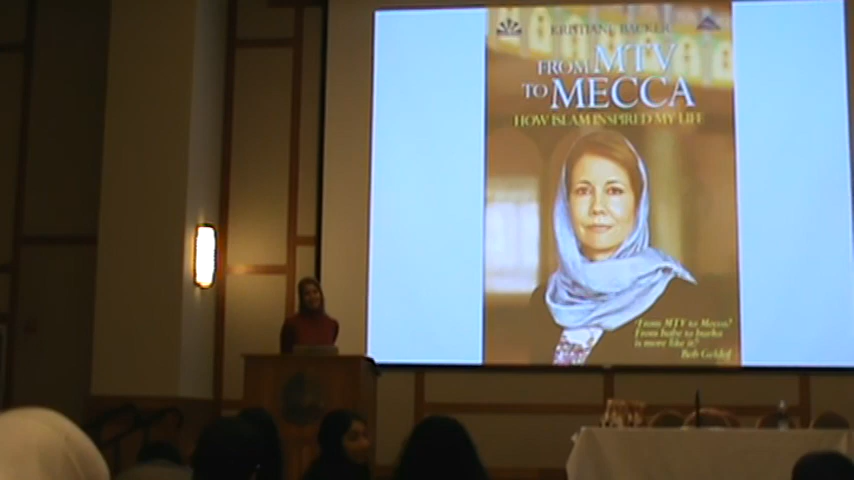 KRISTIANE BACKER
FROM MTV
TO MECCA
HOW ISLAM INSPIRED MY LIFE
"From MTV to Mecca?
From babe to burka
is more like it!"
Bob Geldof